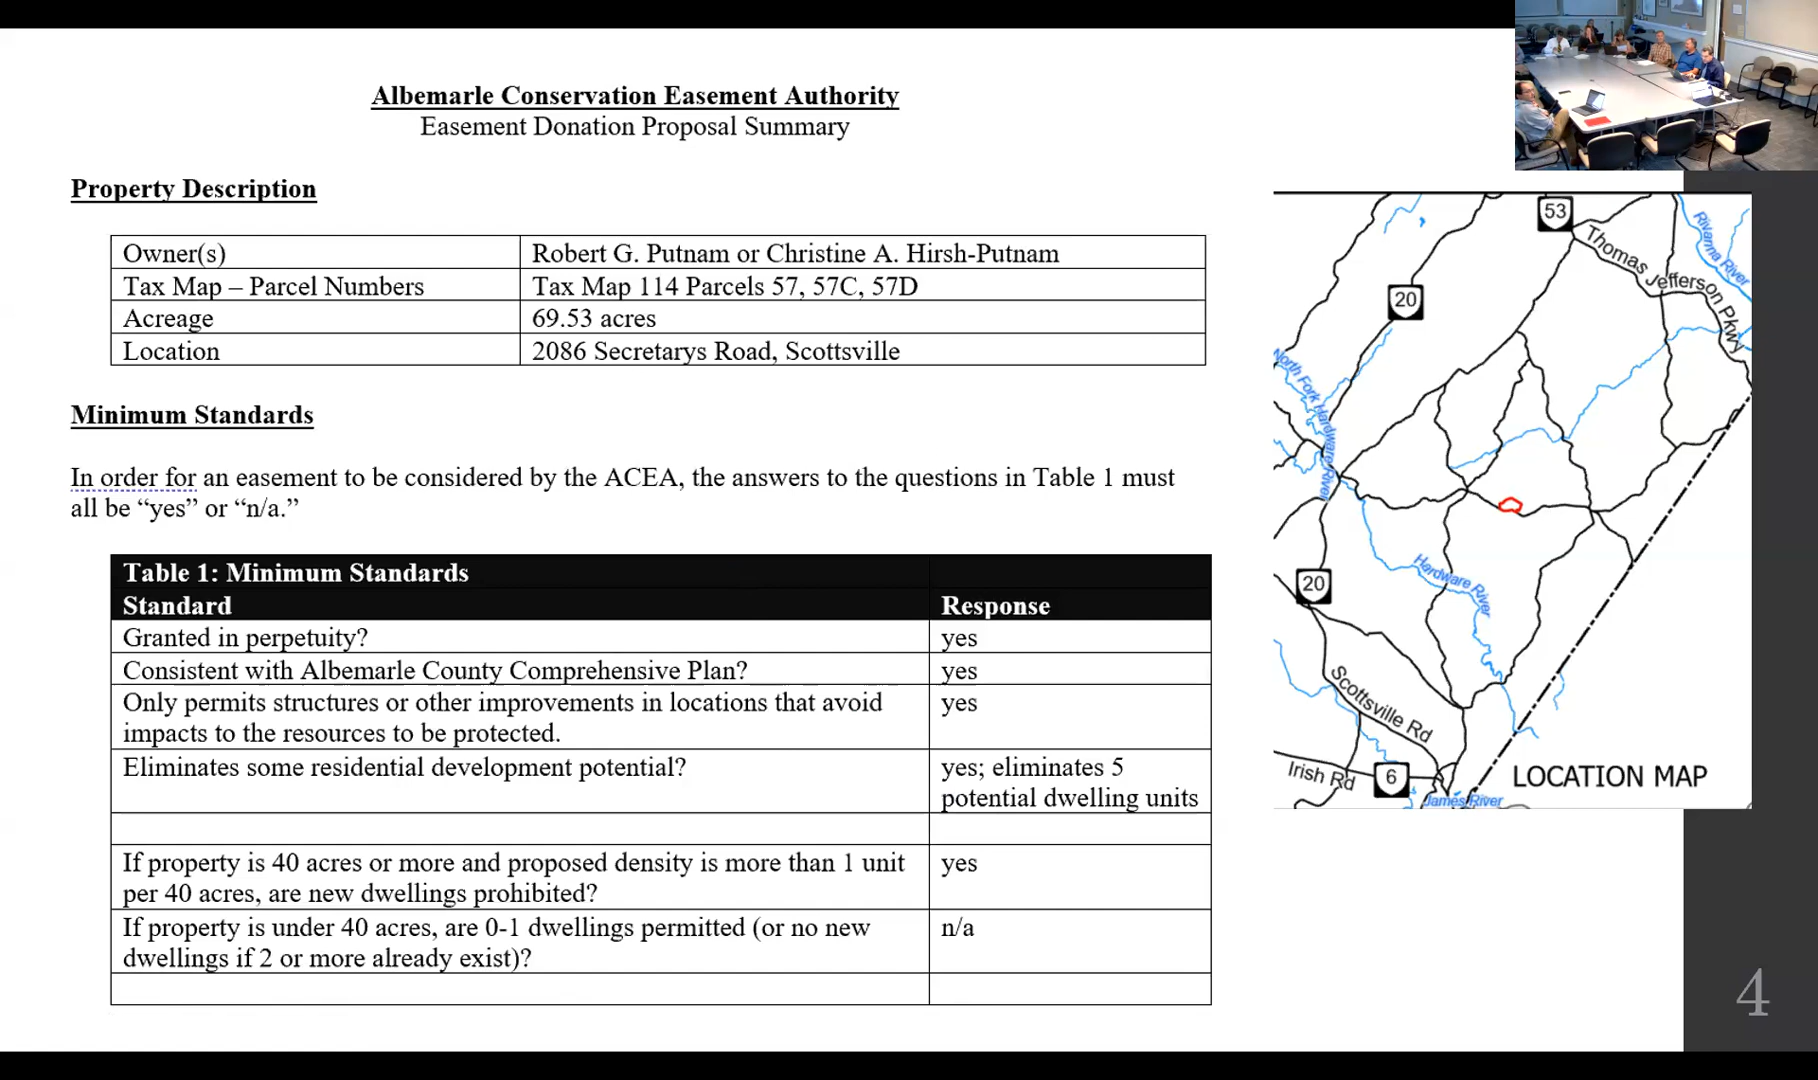 Albemarle Conservation Easement Authority
Easement Donation Proposal Summary
Property Description
Owner(s) Robert G. Putnam or Christine A. Hirsh-Putnam
Tax Map – Parcel Numbers Tax Map 114 Parcels 57, 57C, 57D
Acreage 69.53 acres
Location 2086 Secretarys Road, Scottsville
Minimum Standards
In order for an easement to be considered by the ACEA, the answers to the questions in Table 1 must
all be “yes” or “n/a.”
Table 1: Minimum Standards
Standard Response
Granted in perpetuity? yes
Consistent with Albemarle County Comprehensive Plan? yes
Only permits structures or other improvements in locations that avoid yes
impacts to the resources to be protected.
Eliminates some residential development potential? yes; eliminates 5
potential dwelling units
If property is 40 acres or more and proposed density is more than 1 unit yes
per 40 acres, are new dwellings prohibited?
If property is under 40 acres, are 0-1 dwellings permitted (or no new n/a
dwellings if 2 or more already exist)?
53
Thomas Jefferson Pkwy
Rivanna River
20
North Fork Hardware River
Hardware River
20
Scottsville Rd
Irish Rd
6
James River
LOCATION MAP
4